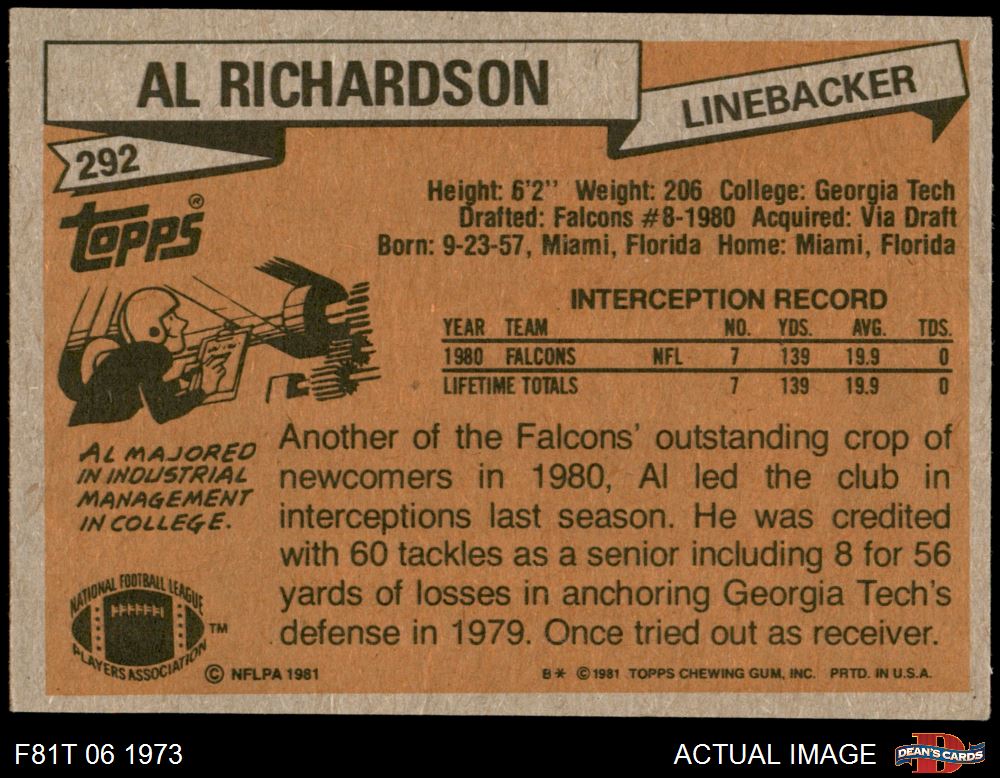 AL RICHARDSON
LINEBACKER
292
TOPPS®
Height: 6'2'' Weight: 206 College: Georgia Tech
Drafted: Falcons #8-1980 Acquired: Via Draft
Born: 9-23-57, Miami, Florida Home: Miami, Florida
INTERCEPTION RECORD
YEAR TEAM NO. YDS. AVG. TDS.
1980 FALCONS NFL 7 139 19.9 0
LIFETIME TOTALS 7 139 19.9 0
AL MAJORED
IN INDUSTRIAL
MANAGEMENT
IN COLLEGE.
Another of the Falcons' outstanding crop of
newcomers in 1980, Al led the club in
interceptions last season. He was credited
with 60 tackles as a senior including 8 for 56
yards of losses in anchoring Georgia Tech's
defense in 1979. Once tried out as receiver.
NATIONAL FOOTBALL LEAGUE
PLAYERS ASSOCIATION
TM
© NFLPA 1981
B* © 1981 TOPPS CHEWING GUM, INC. PRTD. IN U.S.A.
F81T 06 1973
ACTUAL IMAGE
D
DEAN'S CARDS